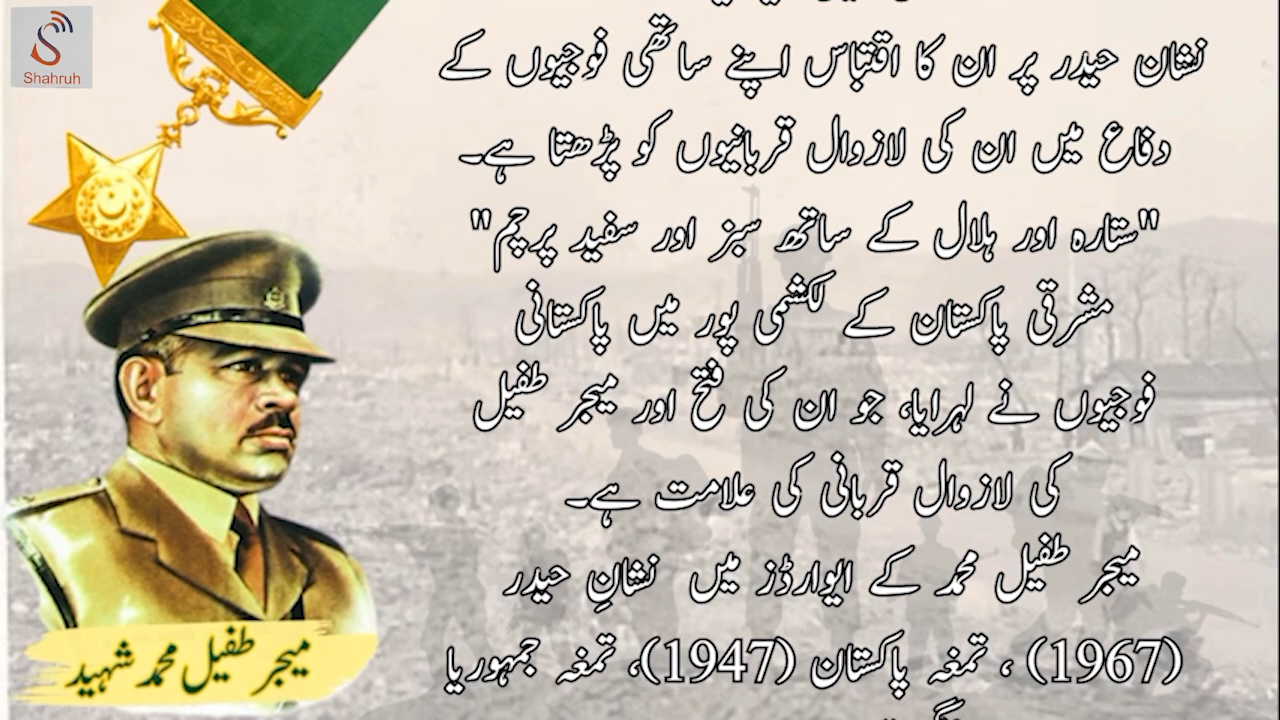 Shahruh
نشان حیدر پر ان کا اقتباس اپنے ساتھی فوجیوں کے
دفاع میں ان کی لازوال قربانیوں کو پڑھتا ہے۔
"ستارہ اور ہلال کے ساتھ سبز اور سفید پرچم"
مشرقی پاکستان کے لکشمی پور میں پاکستانی
فوجیوں نے لہرایا، جو ان کی فتح اور میجر طفیل
کی لازوال قربانی کی علامت ہے۔
میجر طفیل محمد کے ایوارڈز میں نشانِ حیدر
(1967) ، تمغہ پاکستان (1947)، تمغہ جمہوریا
میجر طفیل محمد شہید